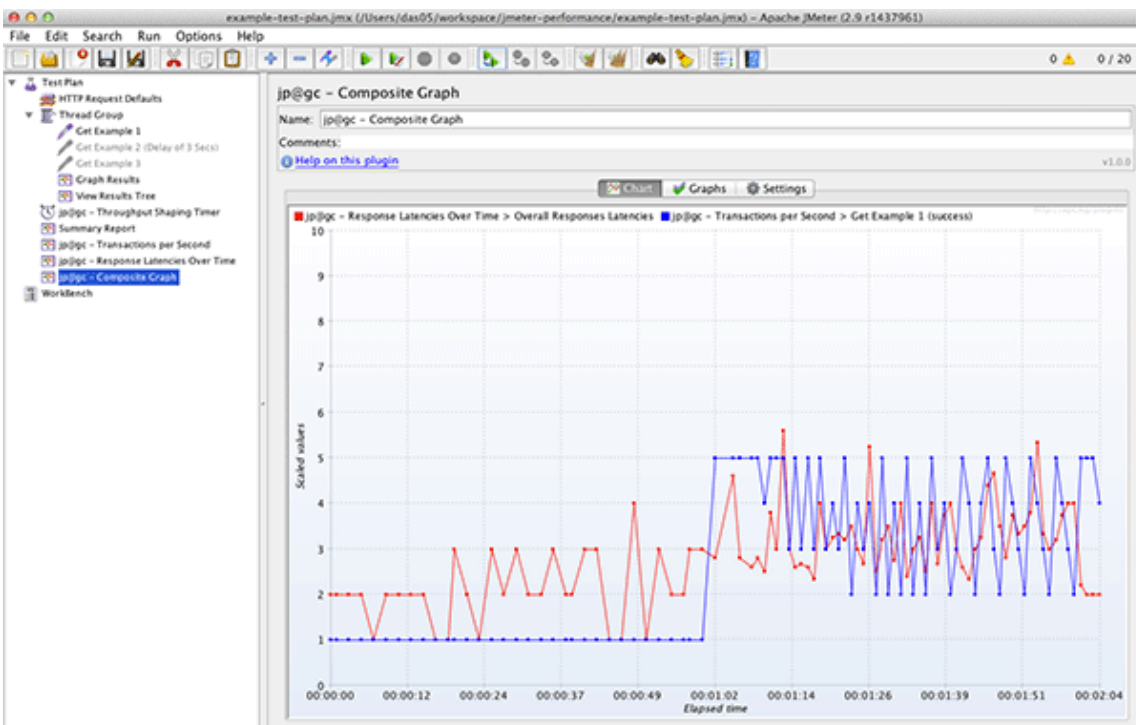 example-test-plan.jmx (/Users/das05/workspace/jmeter-performance/example-test-plan.jmx) – Apache JMeter (2.9 r1437961)
File Edit Search Run Options Help
0 0 / 20
Test Plan
HTTP Request Defaults
Thread Group
Get Example 1
Get Example 2 (Delay of 3 Secs)
Get Example 3
Graph Results
View Results Tree
jp@gc – Throughput Shaping Timer
Summary Report
jp@gc – Transactions per Second
jp@gc – Response Latencies Over Time
jp@gc – Composite Graph
WorkBench
jp@gc – Composite Graph
Name: jp@gc – Composite Graph
Comments:
Help on this plugin v1.0.0
Chart Graphs Settings
jp@gc – Response Latencies Over Time > Overall Responses Latencies jp@gc – Transactions per Second > Get Example 1 (success)
10
9
8
7
6
5
4
3
2
1
0
Scaled values
00:00:00 00:00:12 00:00:24 00:00:37 00:00:49 00:01:02 00:01:14 00:01:26 00:01:39 00:01:51 00:02:04
Elapsed time